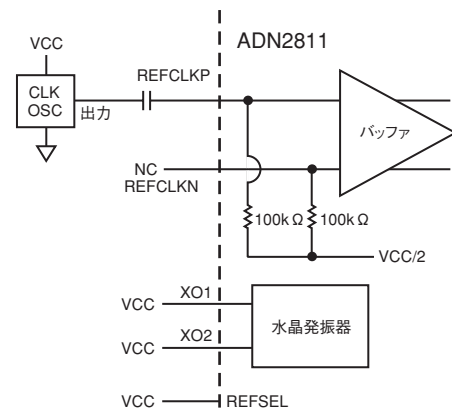 ADN2811
VCC
CLK
OSC
出力
REFCLKP
バッファ
NC
REFCLKN
100kΩ
100kΩ
VCC/2
VCC
XO1
水晶発振器
VCC
XO2
VCC
REFSEL